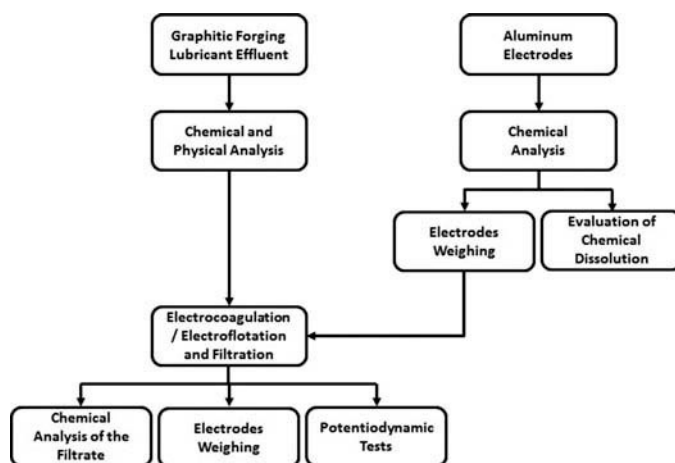 Graphitic Forging
Lubricant Effluent
Aluminum
Electrodes
Chemical and
Physical Analysis
Chemical
Analysis
Electrodes
Weighing
Evaluation of
Chemical
Dissolution
Electrocoagulation
/ Electroflotation
and Filtration
Chemical
Analysis of the
Filtrate
Electrodes
Weighing
Potentiodynamic
Tests